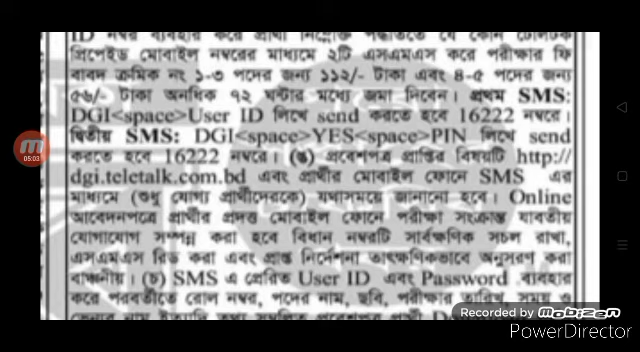 ID নম্বর ব্যবহার করে প্রার্থী নিম্নোক্ত পদ্ধতিতে যে কোন টেলিটক
প্রিপেইড মোবাইল নম্বরের মাধ্যমে ২টি এসএমএস করে পরীক্ষার ফি
বাবদ ক্রমিক নং ১-৩ পদের জন্য ১১২/- টাকা এবং ৪-৫ পদের জন্য
৫৬/- টাকা অনধিক ৭২ ঘন্টার মধ্যে জমা দিবেন। প্রথম SMS:
DGI<space>User ID লিখে send করতে হবে 16222 নম্বরে।
দ্বিতীয় SMS: DGI<space>YES<space>PIN লিখে send
করতে হবে 16222 নম্বরে। (ঙ) প্রবেশপত্র প্রাপ্তির বিষয়টি http://
dgi.teletalk.com.bd এবং প্রার্থীর মোবাইল ফোনে SMS এর
মাধ্যমে (শুধু যোগ্য প্রার্থীদেরকে) যথাসময়ে জানানো হবে। Online
আবেদনপত্রে প্রার্থীর প্রদত্ত মোবাইল ফোনে পরীক্ষা সংক্রান্ত যাবতীয়
যোগাযোগ সম্পন্ন করা হবে বিধান নম্বরটি সার্বক্ষণিক সচল রাখা,
এসএমএস রিড করা এবং প্রাপ্ত নির্দেশনা তাৎক্ষণিকভাবে অনুসরণ করা
বাঞ্চনীয়। (চ) SMS এ প্রেরিত User ID এবং Password ব্যবহার
করে পরবর্তীতে রোল নম্বর, পদের নাম, ছবি, পরীক্ষার তারিখ, সময় ও
05:03
Recorded by Mobizen
PowerDirector